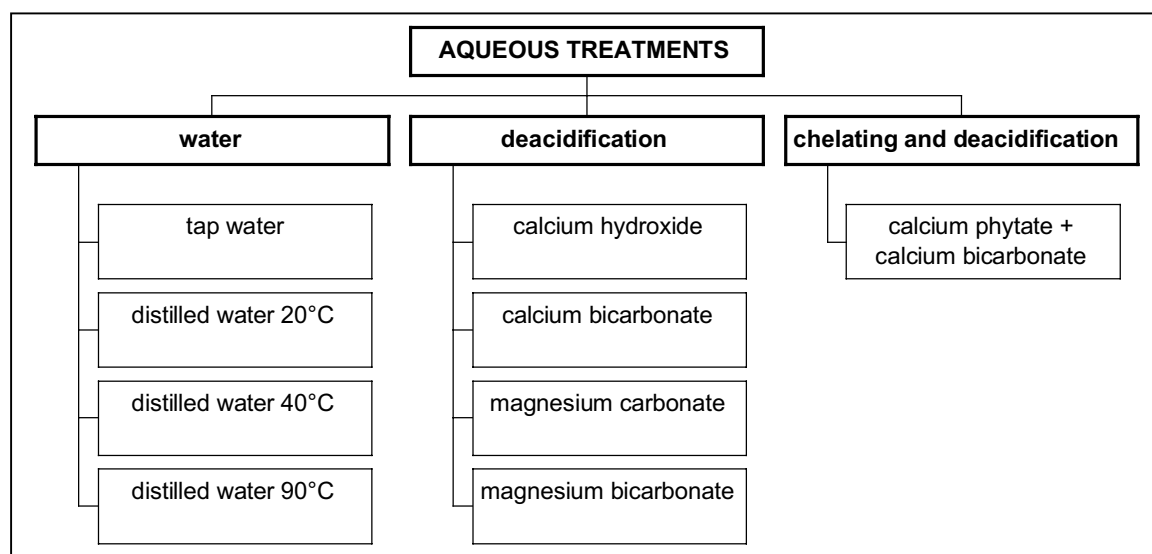 AQUEOUS TREATMENTS
water
tap water
distilled water 20°C
distilled water 40°C
distilled water 90°C
deacidification
calcium hydroxide
calcium bicarbonate
magnesium carbonate
magnesium bicarbonate
chelating and deacidification
calcium phytate +
calcium bicarbonate